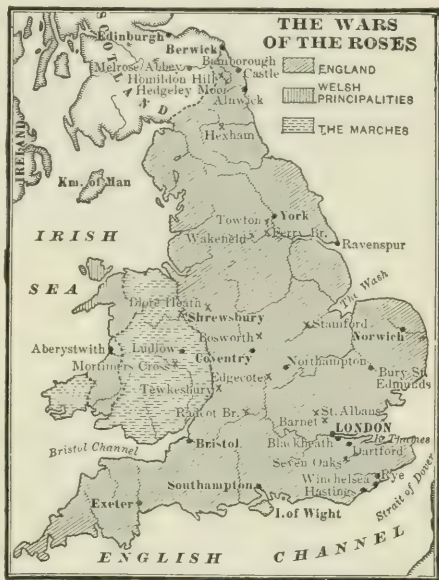 THE WARS
OF THE ROSES
ENGLAND
WELSH
PRINCIPALITIES
THE MARCHES
SCOTLAND
Edinburgh
Berwick
Melrose Abbey
Bamborough
Castle
Homildon Hill
Hedgeley Moor
Alnwick
Hexham
IRELAND
Km. of Man
IRISH
SEA
York
Towton
Ferry Br.
Wakefield
Ravenspur
The Wash
Blore Heath
Shrewsbury
Stamford
Norwich
Bosworth
Aberystwith
Ludlow
Coventry
Northampton
Bury St.
Edmunds
Mortimers Cross
Edgecote
Tewkesbury
Radcot Br.
St. Albans
Barnet
LONDON
Bristol Channel
Bristol
Blackheath
R. Thames
Dartford
Seven Oaks
Southampton
Winchelsea
Rye
Hastings
Exeter
I. of Wight
Strait of Dover
ENGLISH CHANNEL